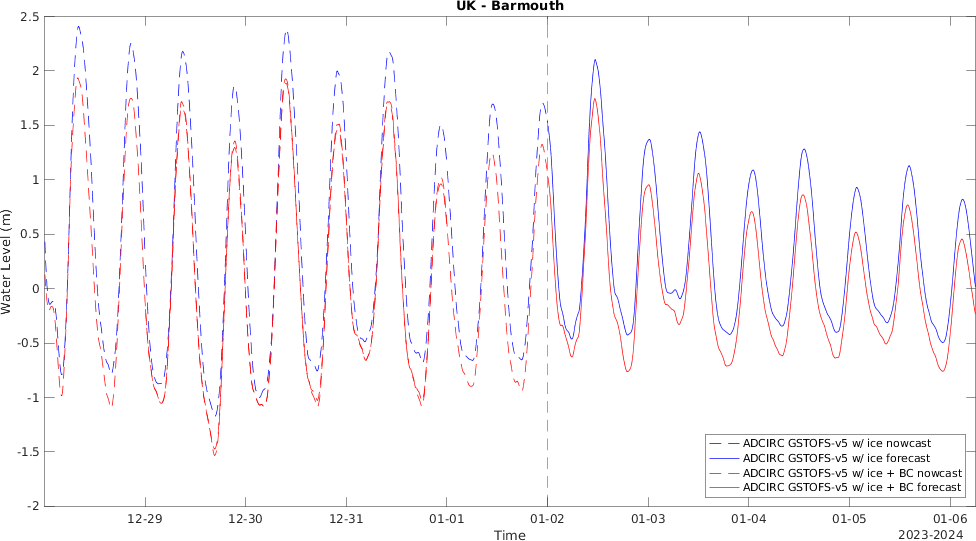 UK - Barmouth
2.5
2
1.5
1
0.5
0
-0.5
-1
-1.5
-2
Water Level (m)
ADCIRC GSTOFS-v5 w/ ice nowcast
ADCIRC GSTOFS-v5 w/ ice forecast
ADCIRC GSTOFS-v5 w/ ice + BC nowcast
ADCIRC GSTOFS-v5 w/ ice + BC forecast
12-29 12-30 12-31 01-01 01-02 01-03 01-04 01-05 01-06
Time
2023-2024